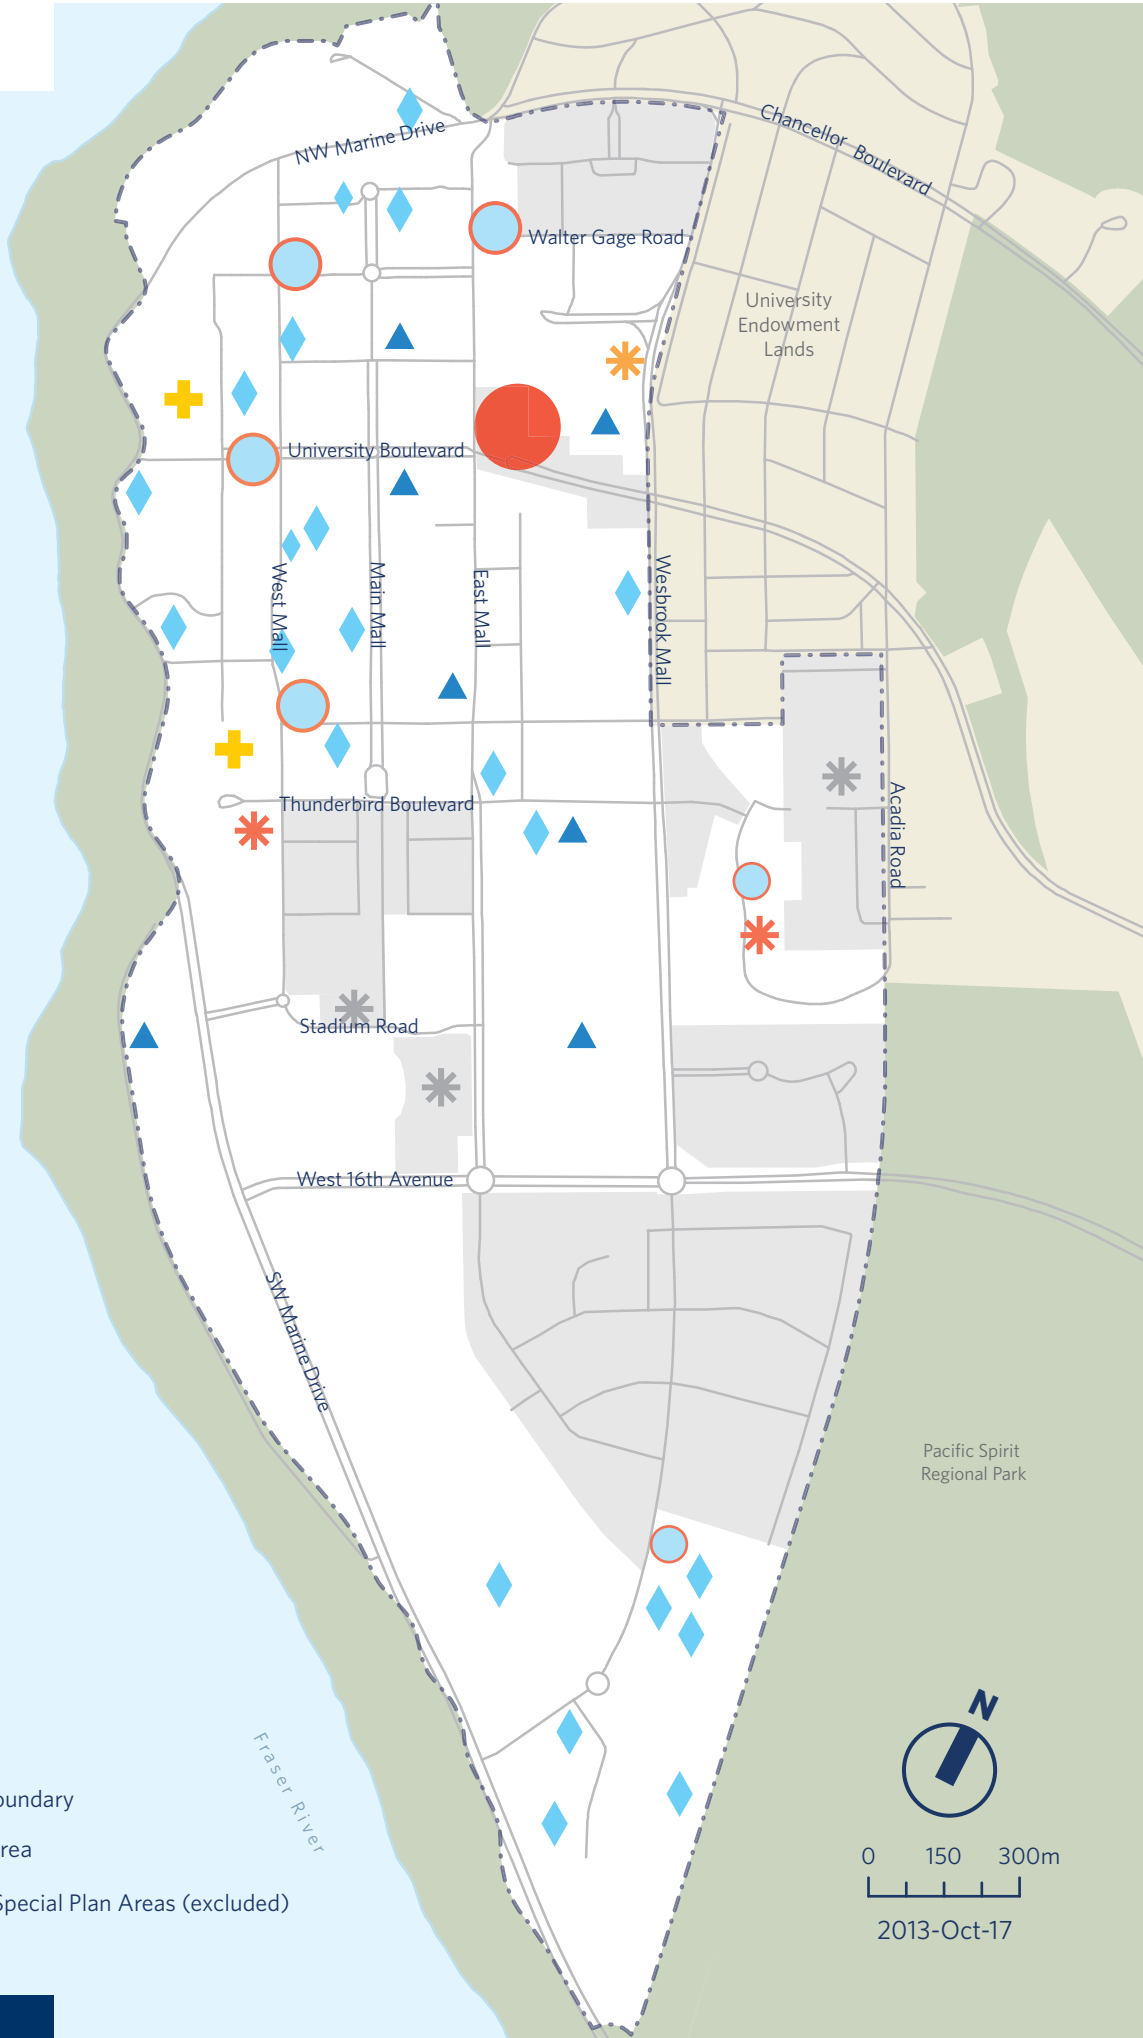 NW Marine Drive
Chancellor Boulevard
Walter Gage Road
University
Endowment
Lands
University Boulevard
West Mall
Main Mall
East Mall
Wesbrook Mall
Thunderbird Boulevard
Acadia Road
Stadium Road
West 16th Avenue
SW Marine Drive
Pacific Spirit
Regional Park
N
Fraser River
oundary
rea
Special Plan Areas (excluded)
0 150 300m
2013-Oct-17